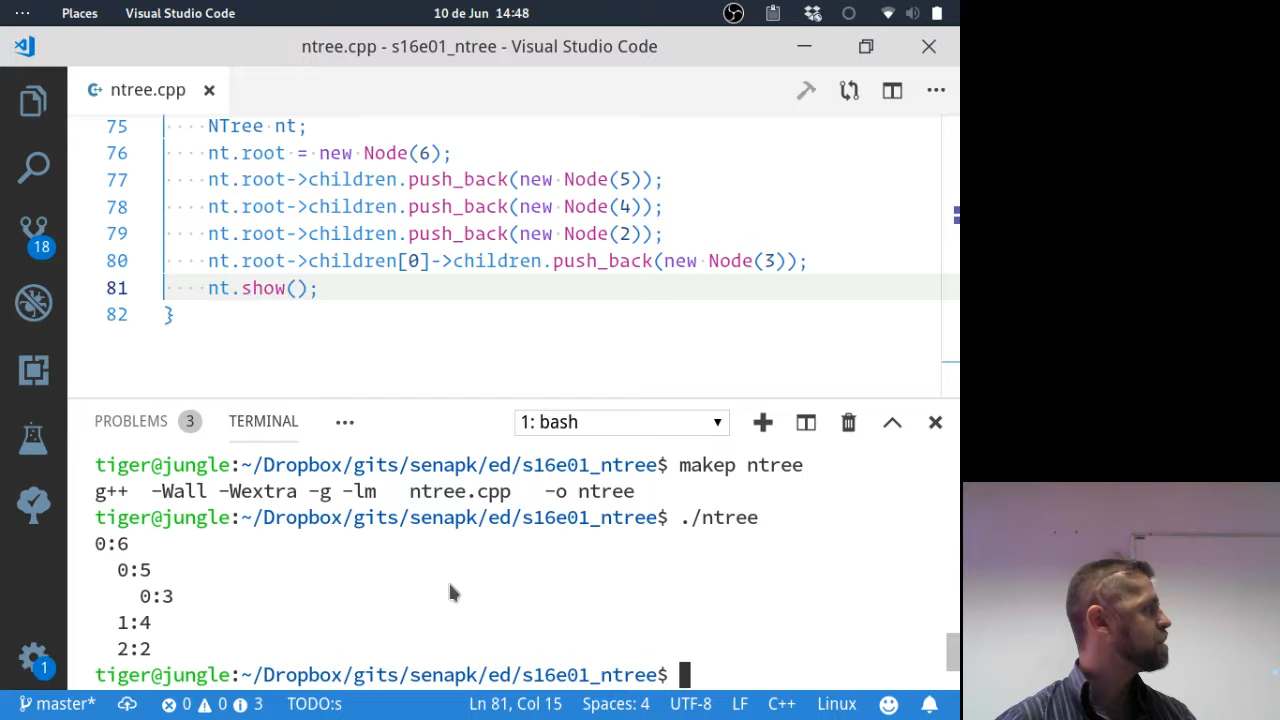 Places Visual Studio Code 10 de Jun 14:48
ntree.cpp - s16e01_ntree - Visual Studio Code
ntree.cpp
75 NTree nt;
76 nt.root = new Node(6);
77 nt.root->children.push_back(new Node(5));
78 nt.root->children.push_back(new Node(4));
79 nt.root->children.push_back(new Node(2));
80 nt.root->children[0]->children.push_back(new Node(3));
81 nt.show();
82 }
18
PROBLEMS 3 TERMINAL 1: bash
tiger@jungle:~/Dropbox/gits/senapk/ed/s16e01_ntree$ makep ntree
g++ -Wall -Wextra -g -lm ntree.cpp -o ntree
tiger@jungle:~/Dropbox/gits/senapk/ed/s16e01_ntree$ ./ntree
0:6
0:5
0:3
1:4
2:2
tiger@jungle:~/Dropbox/gits/senapk/ed/s16e01_ntree$
1
master* 0 0 3 TODO:s Ln 81, Col 15 Spaces: 4 UTF-8 LF C++ Linux